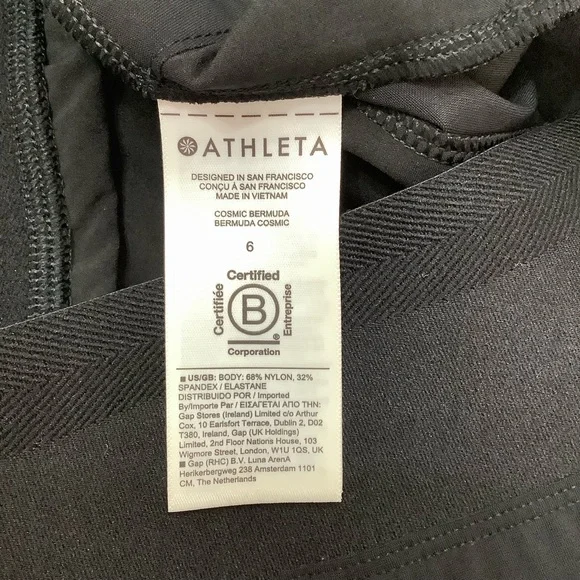 ATHLETA
DESIGNED IN SAN FRANCISCO
CONÇU À SAN FRANCISCO
MADE IN VIETNAM
COSMIC BERMUDA
BERMUDA COSMIC
6
Certified
Certifiée
B
Entreprise
®
Corporation
■ US/GB: BODY: 68% NYLON, 32%
SPANDEX / ELASTANE
DISTRIBUIDO POR / Imported
By/Importe Par / ΕΙΣΑΓΕΤΑΙ ΑΠΟ ΤΗΝ:
Gap Stores (Ireland) Limited c/o Arthur
Cox, 10 Earlsfort Terrace, Dublin 2, D02
T380, Ireland, Gap (UK Holdings)
Limited, 2nd Floor Nations House, 103
Wigmore Street, London, W1U 1QS, UK
■ Gap (RHC) B.V. Luna ArenA
Herikerbergweg 238 Amsterdam 1101
CM, The Netherlands